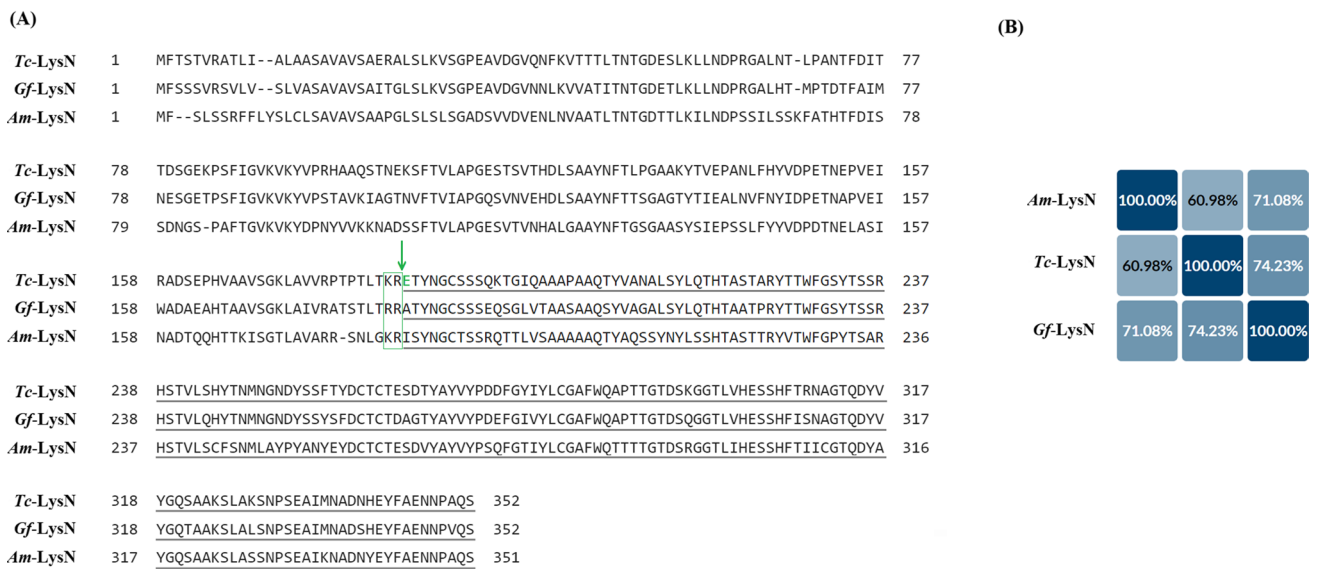 (A)
Tc-LysN 1 MFTSTVRATLI--ALAASAVAVSAERALSLKVSGPEAVDGVQNFKVTTTLTNTGDESLKLLNDPRGALNT-LPANTFDIT 77
Gf-LysN 1 MFSSSVRSVLV--SLVASAVAVSAITGLSLKVSGPEAVDGVNNLKVVATITNTGDETLKLLNDPRGALHT-MPTDTFAIM 77
Am-LysN 1 MF--SLSSRFFLYSLCLSAVAVSAAPGLSLSLSGADSVVDVENLNVAATLTNTGDTTLKILNDPSSILSSKFATHTFDIS 78
Tc-LysN 78 TDSGEKPSFIGVKVKYVPRHAAQSTNEKSFTVLAPGESTSVTHDLSAAYNFTLPGAAKYTVEPANLFHYVDPETNEPVEI 157
Gf-LysN 78 NESGETPSFIGVKVKYVPSTAVKIAGTNVFTVIAPGQSVNVEHDLSAAYNFTTSGAGTYTIEALNVFNYIDPETNAPVEI 157
Am-LysN 79 SDNGS-PAFTGVKVKYDPNYVVKKNADSSFTVLAPGESVTVNHALGAAYNFTGSGAASYSIEPSSLFYYVDPDTNELASI 157
Tc-LysN 158 RADSEPHVAAVSGKLAVVRPTPTLTKRETYNGCSSSQKTGIQAAAPAAQTYVANALSYLQTHTASTARYTTWFGSYTSSR 237
Gf-LysN 158 WADAEAHTAAVSGKLAIVRATSTLTRRATYNGCSSSEQSGLVTAASAAQSYVAGALSYLQTHTAATPRYTTWFGSYTSSR 237
Am-LysN 158 NADTQQHTTKISGTLAVARR-SNLGKRISYNGCTSSRQTTLVSAAAAAQTYAQSSYNYLSSHTASTTRYVTWFGPYTSAR 236
Tc-LysN 238 HSTVLSHYTNMNGNDYSSFTYDCTCTESDTYAYVYPDDFGYIYLCGAFWQAPTTGTDSKGGTLVHESSHFTRNAGTQDYV 317
Gf-LysN 238 HSTVLQHYTNMNGNDYSSYSFDCTCTDAGTYAYVYPDEFGIVYLCGAFWQAPTTGTDSQGGTLVHESSHFISNAGTQDYV 317
Am-LysN 237 HSTVLSCFSNMLAYPYANYEYDCTCTESDVYAYVYPSQFGTIYLCGAFWQTTTTGTDSRGGTLIHESSHFTIICGTQDYA 316
Tc-LysN 318 YGQSAAKSLAKSNPSEAIMNADNHEYFAENNPAQS 352
Gf-LysN 318 YGQTAAKSLALSNPSEAIMNADSHEYFAENNPVQS 352
Am-LysN 317 YGQSAAKSLASSNPSEAIKNADNYEYFAENNPAQS 351
(B)
Am-LysN 100.00% 60.98% 71.08%
Tc-LysN 60.98% 100.00% 74.23%
Gf-LysN 71.08% 74.23% 100.00%